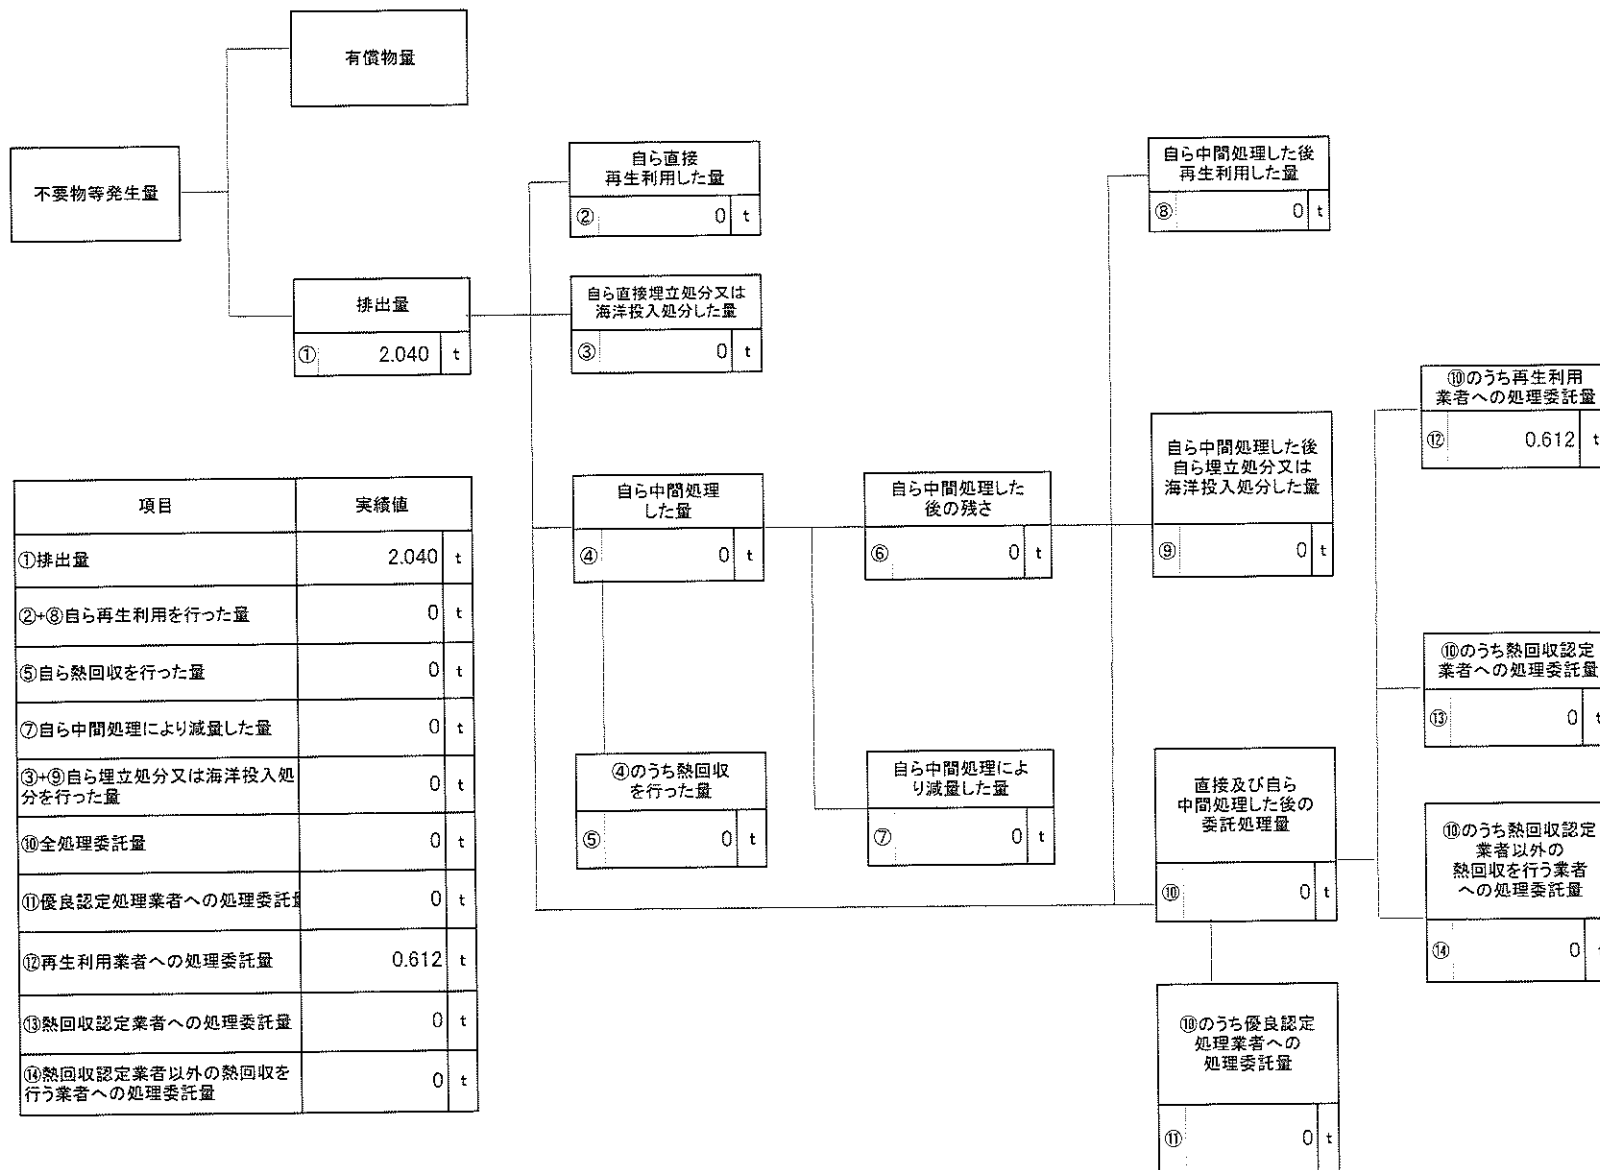 有償物量
不要物等発生量
排出量
① 2.040 t
自ら直接
再生利用した量
② 0 t
自ら直接埋立処分又は
海洋投入処分した量
③ 0 t
自ら中間処理
した量
④ 0 t
④のうち熱回収
を行った量
⑤ 0 t
自ら中間処理した
後の残さ
⑥ 0 t
自ら中間処理によ
り減量した量
⑦ 0 t
自ら中間処理した後
再生利用した量
⑧ 0 t
自ら中間処理した後
自ら埋立処分又は
海洋投入処分した量
⑨ 0 t
直接及び自ら
中間処理した後の
委託処理量
⑩ 0 t
⑩のうち優良認定
処理業者への
処理委託量
⑪ 0 t
⑩のうち再生利用
業者への処理委託量
⑫ 0.612 t
⑩のうち熱回収認定
業者への処理委託量
⑬ 0 t
⑩のうち熱回収認定
業者以外の
熱回収を行う業者
への処理委託量
⑭ 0 t
項目 実績値
①排出量 2.040 t
②+⑧自ら再生利用を行った量 0 t
⑤自ら熱回収を行った量 0 t
⑦自ら中間処理により減量した量 0 t
③+⑨自ら埋立処分又は海洋投入処
分を行った量 0 t
⑩全処理委託量 0 t
⑪優良認定処理業者への処理委託量 0 t
⑫再生利用業者への処理委託量 0.612 t
⑬熱回収認定業者への処理委託量 0 t
⑭熱回収認定業者以外の熱回収を
行う業者への処理委託量 0 t